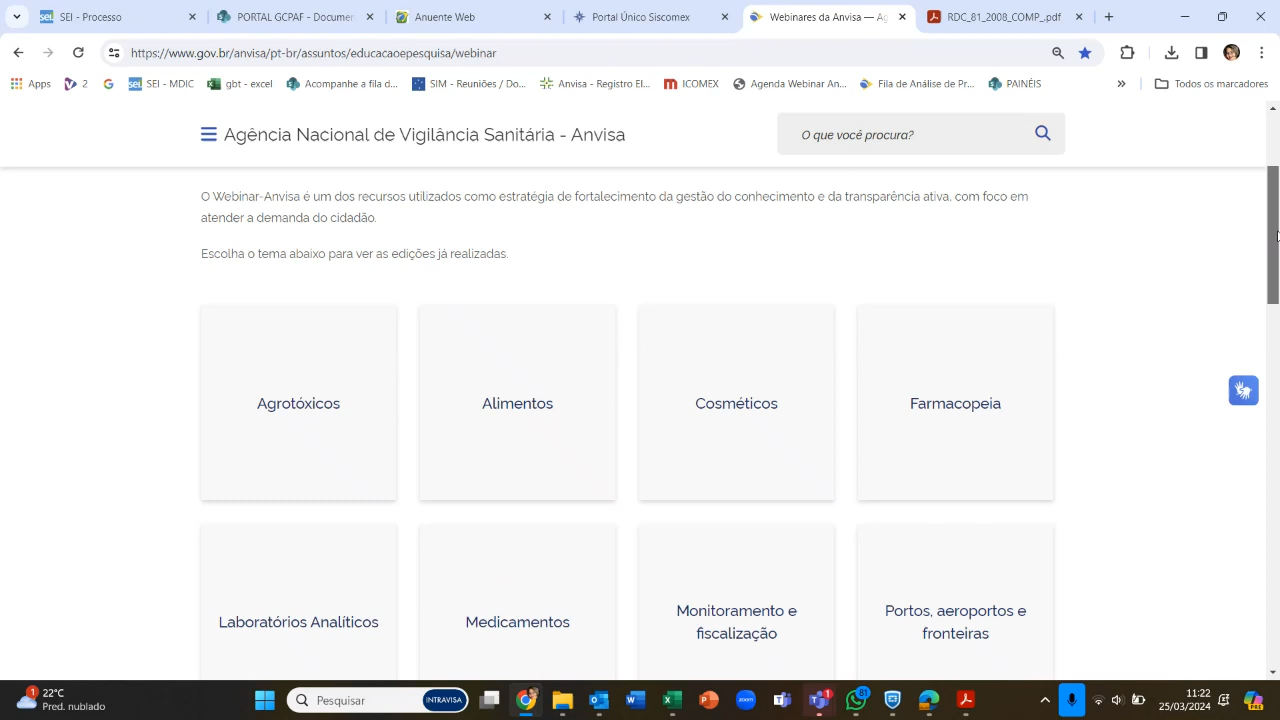 SEI - Processo
PORTAL GCPAF - Documen
Anuente Web
Portal Único Siscomex
Webinares da Anvisa — Ag
RDC_81_2008_COMP_.pdf
https://www.gov.br/anvisa/pt-br/assuntos/educacaoepesquisa/webinar
Apps
2
SEI - MDIC
gbt - excel
Acompanhe a fila d...
SIM - Reuniões / Do...
Anvisa - Registro El...
ICOMEX
Agenda Webinar An...
Fila de Análise de Pr...
PAINÉIS
»
Todos os marcadores
Agência Nacional de Vigilância Sanitária - Anvisa
O que você procura?
O Webinar-Anvisa é um dos recursos utilizados como estratégia de fortalecimento da gestão do conhecimento e da transparência ativa, com foco em
atender a demanda do cidadão.
Escolha o tema abaixo para ver as edições já realizadas.
Agrotóxicos
Alimentos
Cosméticos
Farmacopeia
Laboratórios Analíticos
Medicamentos
Monitoramento e
fiscalização
Portos, aeroportos e
fronteiras
1
22°C
Pred. nublado
Pesquisar
INTRAVISA
zoom
1
81
11:22
25/03/2024